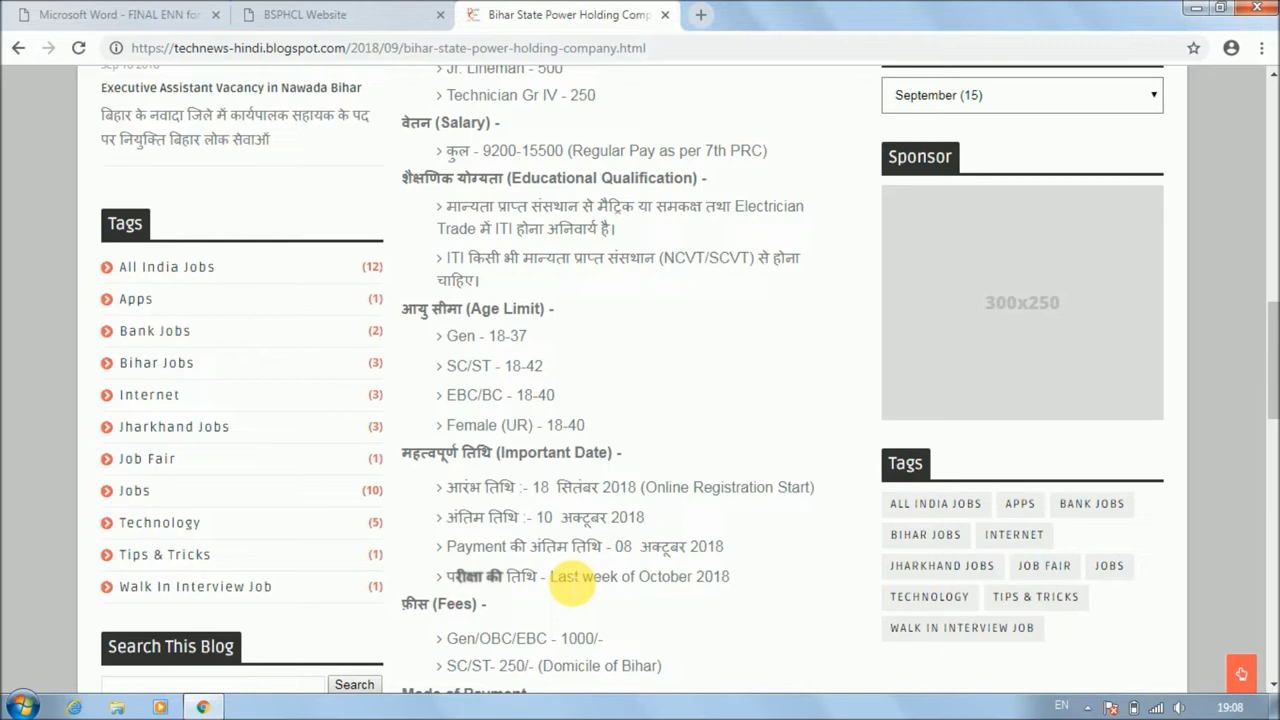 Microsoft Word - FINAL ENN for
BSPHCL Website
Bihar State Power Holding Comp
https://technews-hindi.blogspot.com/2018/09/bihar-state-power-holding-company.html
Sep 10 2018
Executive Assistant Vacancy in Nawada Bihar
बिहार के नवादा जिले में कार्यपालक सहायक के पद
पर नियुक्ति बिहार लोक सेवाओं
Tags
All India Jobs (12)
Apps (1)
Bank Jobs (2)
Bihar Jobs (3)
Internet (3)
Jharkhand Jobs (3)
Job Fair (1)
Jobs (10)
Technology (5)
Tips & Tricks (1)
Walk In Interview Job (1)
Search This Blog
Search
Jr. Lineman - 500
Technician Gr IV - 250
वेतन (Salary) -
कुल - 9200-15500 (Regular Pay as per 7th PRC)
शैक्षणिक योग्यता (Educational Qualification) -
मान्यता प्राप्त संसथान से मैट्रिक या समकक्ष तथा Electrician
Trade में ITI होना अनिवार्य है।
ITI किसी भी मान्यता प्राप्त संसथान (NCVT/SCVT) से होना
चाहिए।
आयु सीमा (Age Limit) -
Gen - 18-37
SC/ST - 18-42
EBC/BC - 18-40
Female (UR) - 18-40
महत्वपूर्ण तिथि (Important Date) -
आरंभ तिथि :- 18 सितंबर 2018 (Online Registration Start)
अंतिम तिथि :- 10 अक्टूबर 2018
Payment की अंतिम तिथि - 08 अक्टूबर 2018
परीक्षा की तिथि - Last week of October 2018
फ़ीस (Fees) -
Gen/OBC/EBC - 1000/-
SC/ST- 250/- (Domicile of Bihar)
Mode of Payment
September (15)
Sponsor
300x250
Tags
ALL INDIA JOBS APPS BANK JOBS
BIHAR JOBS INTERNET
JHARKHAND JOBS JOB FAIR JOBS
TECHNOLOGY TIPS & TRICKS
WALK IN INTERVIEW JOB
EN 19:08